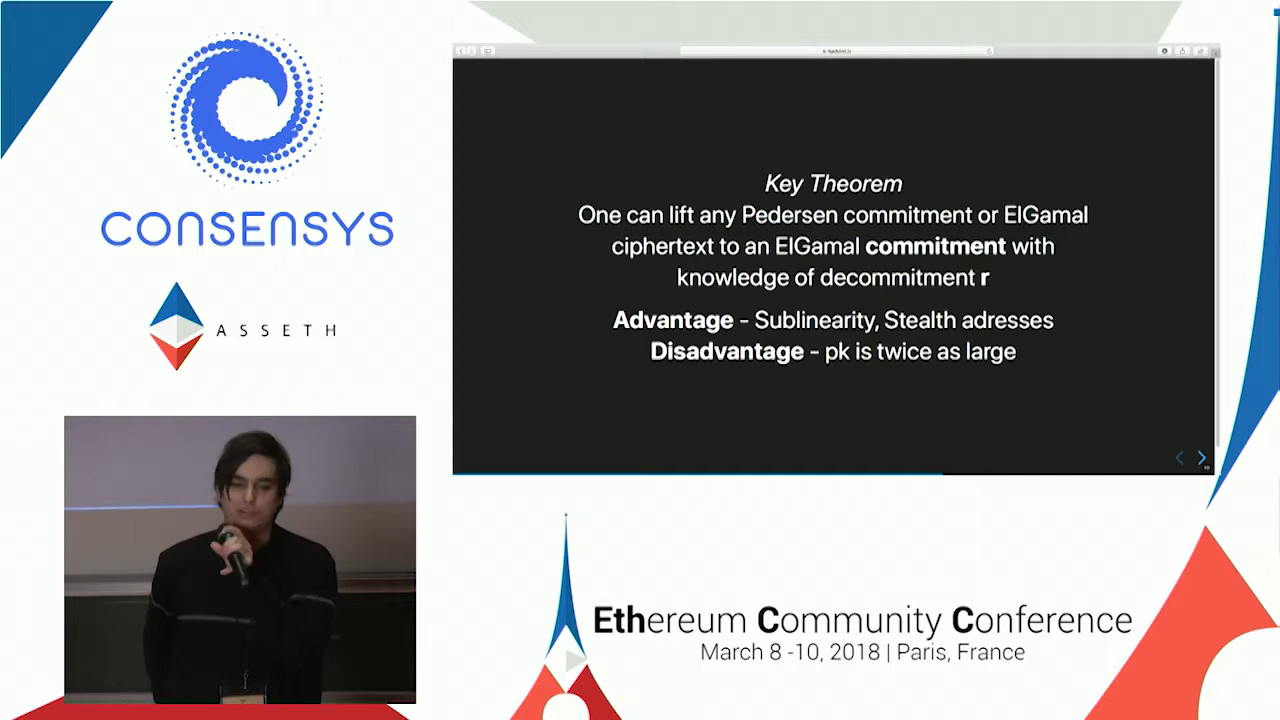 CONSENSYS
ASSETH
Key Theorem
One can lift any Pedersen commitment or ElGamal
ciphertext to an ElGamal commitment with
knowledge of decommitment r
Advantage - Sublinearity, Stealth adresses
Disadvantage - pk is twice as large
Ethereum Community Conference
March 8 -10, 2018 | Paris, France